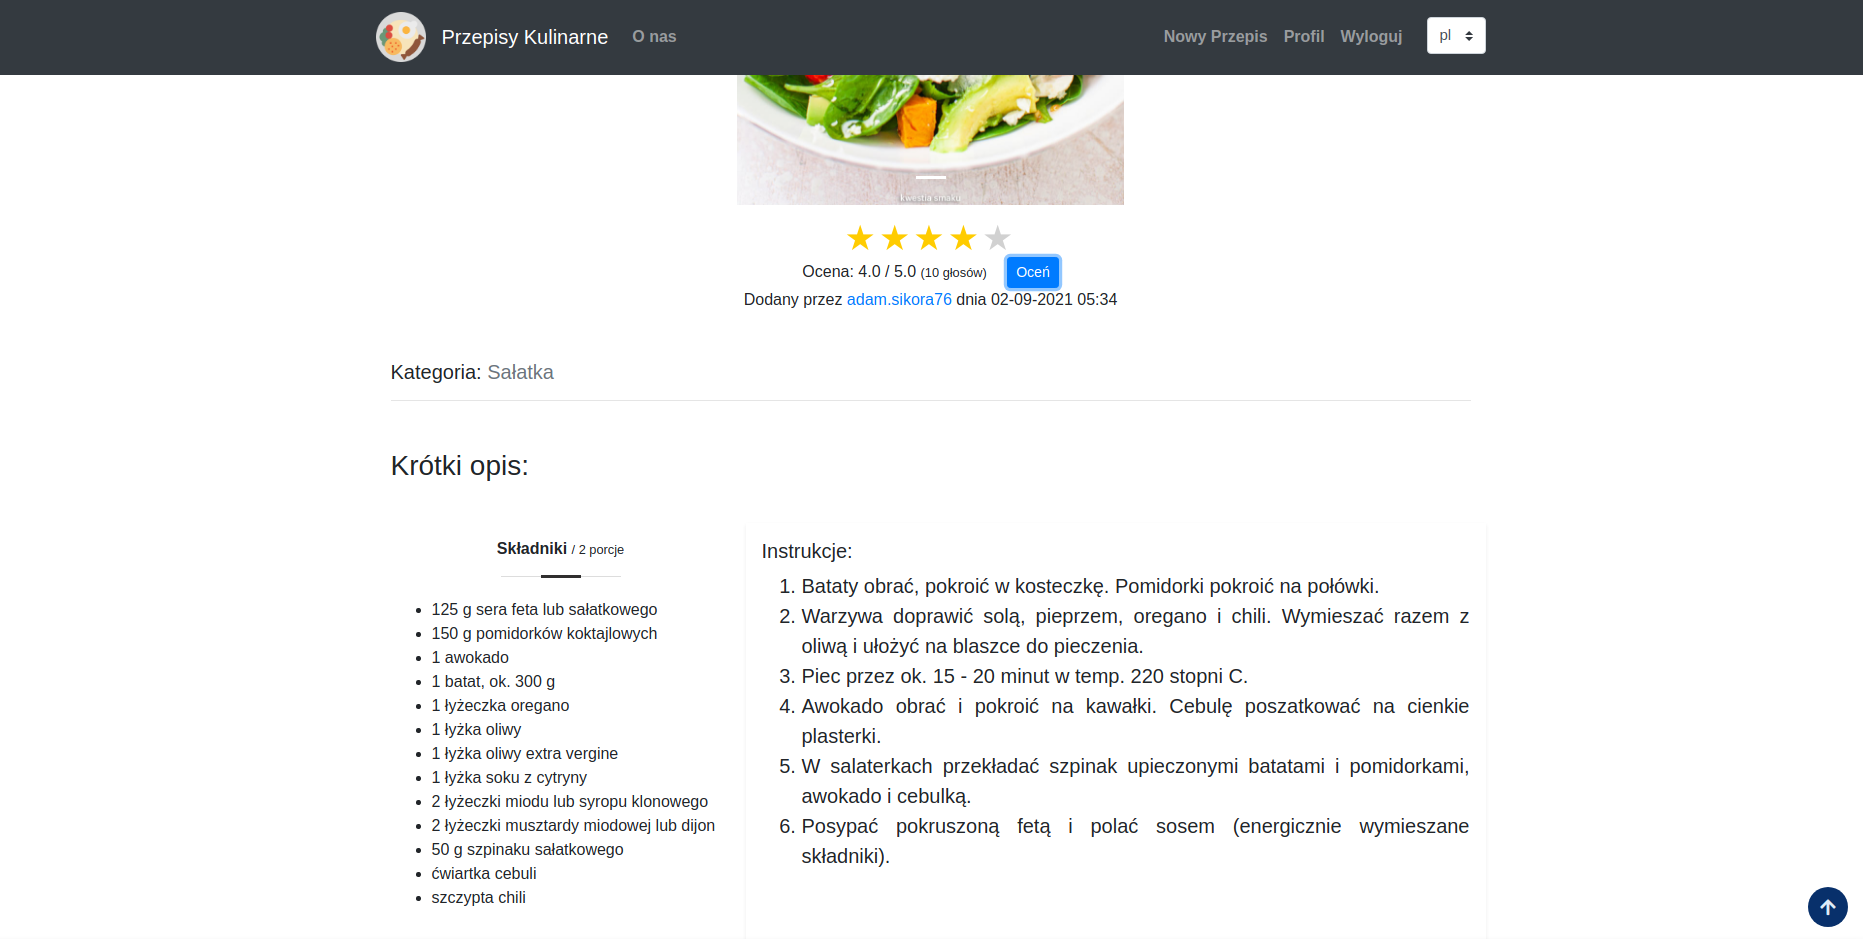 Przepisy Kulinarne O nas Nowy Przepis Profil Wyloguj pl
kwestia smaku
Ocena: 4.0 / 5.0 (10 głosów) Oceń
Dodany przez adam.sikora76 dnia 02-09-2021 05:34
Kategoria: Sałatka
Krótki opis:
Składniki / 2 porcje
125 g sera feta lub sałatkowego
150 g pomidorków koktajlowych
1 awokado
1 batat, ok. 300 g
1 łyżeczka oregano
1 łyżka oliwy
1 łyżka oliwy extra vergine
1 łyżka soku z cytryny
2 łyżeczki miodu lub syropu klonowego
2 łyżeczki musztardy miodowej lub dijon
50 g szpinaku sałatkowego
ćwiartka cebuli
szczypta chili
Instrukcje:
1. Bataty obrać, pokroić w kosteczkę. Pomidorki pokroić na połówki.
2. Warzywa doprawić solą, pieprzem, oregano i chili. Wymieszać razem z
oliwą i ułożyć na blaszce do pieczenia.
3. Piec przez ok. 15 - 20 minut w temp. 220 stopni C.
4. Awokado obrać i pokroić na kawałki. Cebulę poszatkować na cienkie
plasterki.
5. W salaterkach przekładać szpinak upieczonymi batatami i pomidorkami,
awokado i cebulką.
6. Posypać pokruszoną fetą i polać sosem (energicznie wymieszane
składniki).